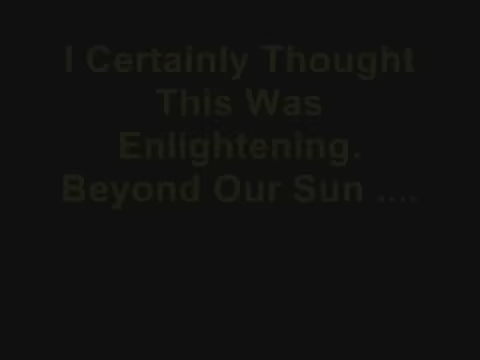 I Certainly Thought
This Was
Enlightening.
Beyond Our Sun ....